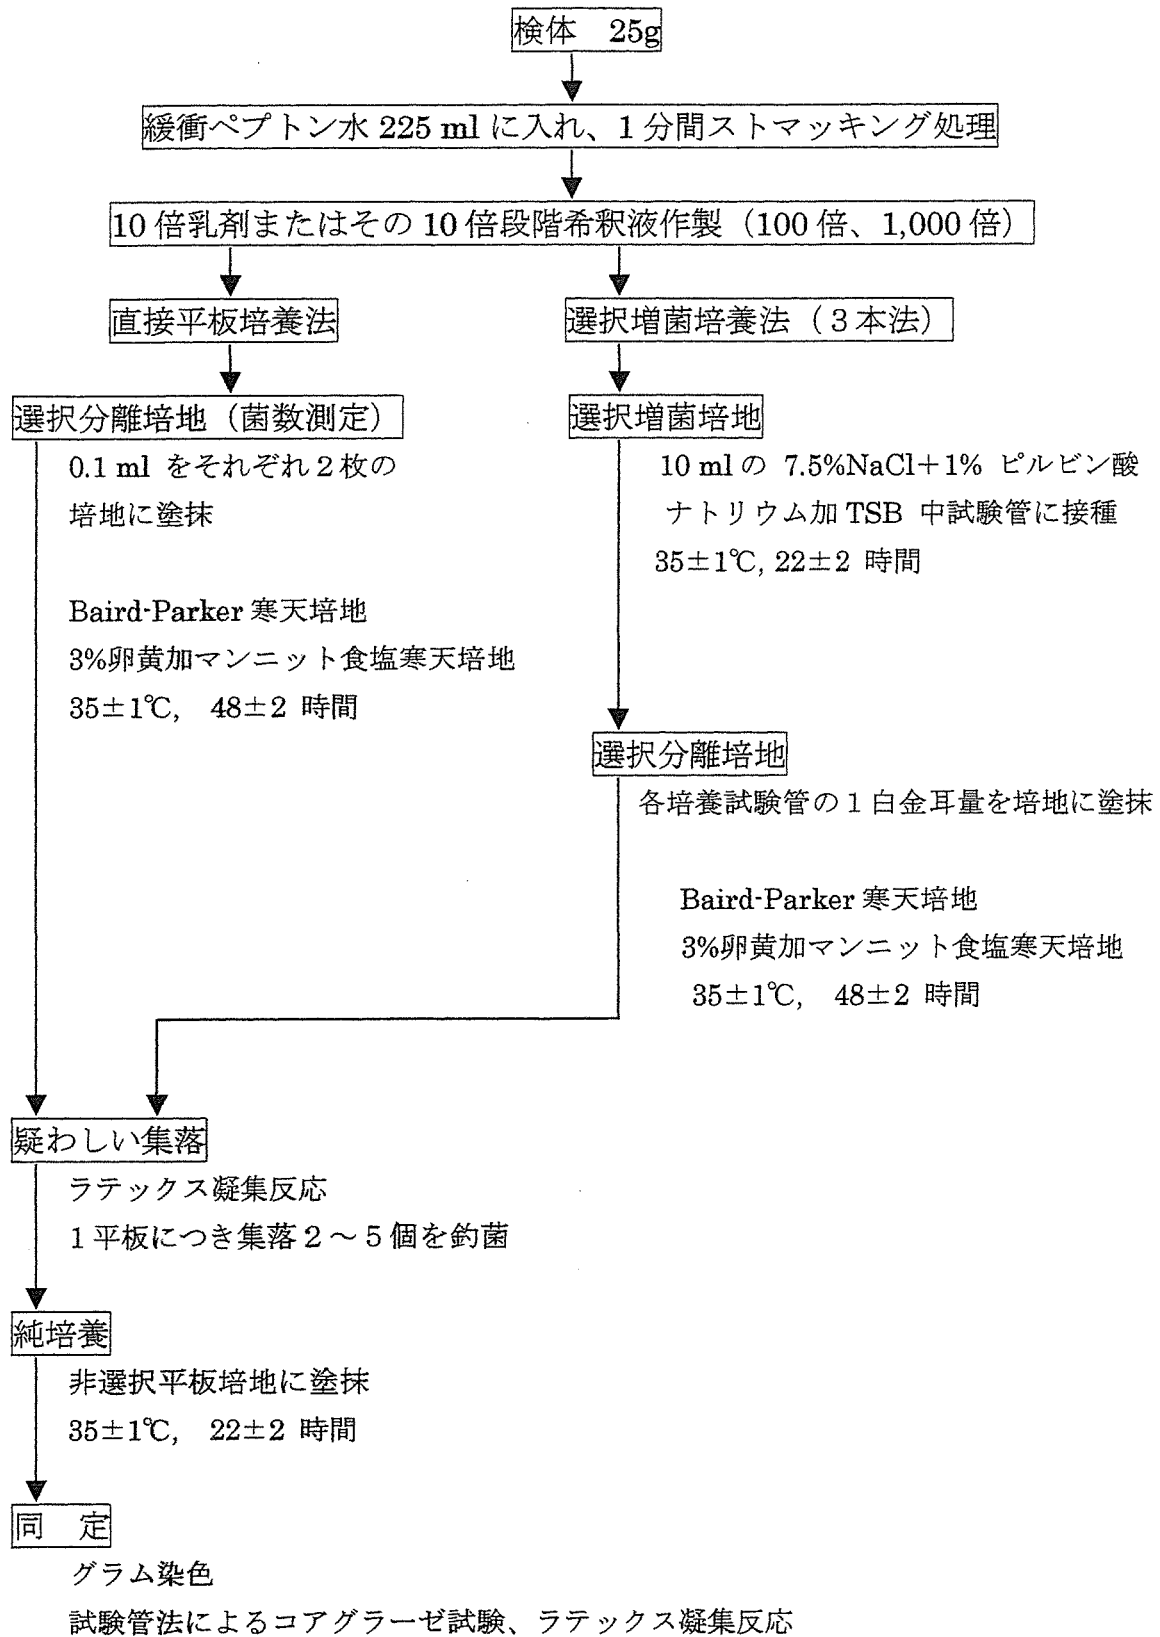 検体　25g
緩衝ペプトン水 225 ml に入れ、1 分間ストマッキング処理
10 倍乳剤またはその 10 倍段階希釈液作製（100 倍、1,000 倍）
直接平板培養法
選択増菌培養法（３本法）
選択分離培地（菌数測定）
0.1 ml をそれぞれ２枚の
培地に塗抹
Baird-Parker 寒天培地
3%卵黄加マンニット食塩寒天培地
35±1℃,　48±2 時間
選択増菌培地
10 ml の 7.5%NaCl+1% ピルビン酸
ナトリウム加 TSB 中試験管に接種
35±1℃, 22±2 時間
選択分離培地
各培養試験管の 1 白金耳量を培地に塗抹
Baird-Parker 寒天培地
3%卵黄加マンニット食塩寒天培地
35±1℃,　48±2 時間
疑わしい集落
ラテックス凝集反応
1 平板につき集落２～５個を釣菌
純培養
非選択平板培地に塗抹
35±1℃,　22±2 時間
同　定
グラム染色
試験管法によるコアグラーゼ試験、ラテックス凝集反応